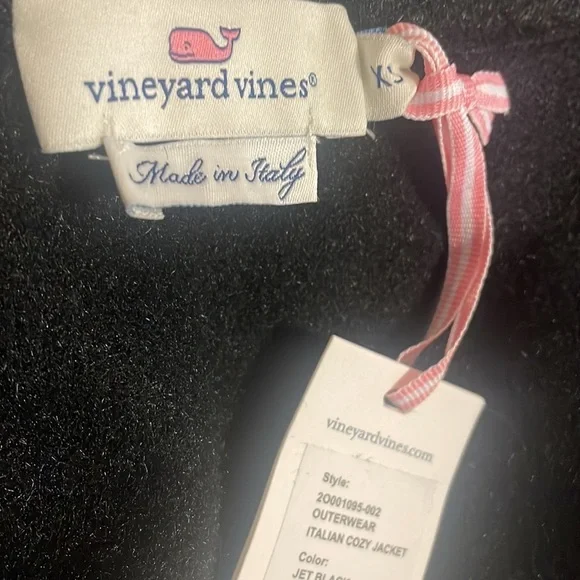 vineyard vines®
XS
Made in Italy
vineyardvines.com
Style:
2O001095-002
OUTERWEAR
ITALIAN COZY JACKET
Color:
JET BLACK